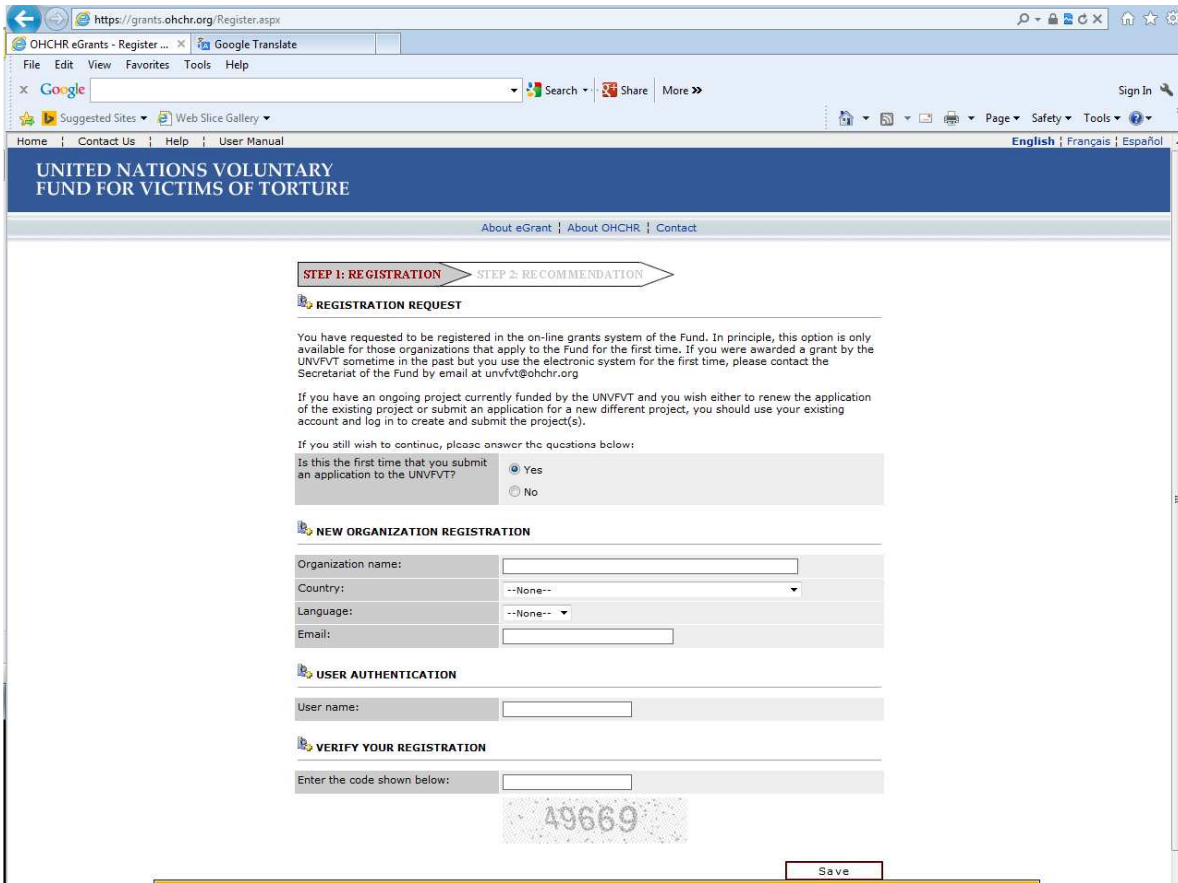 https://grants.ohchr.org/Register.aspx
OHCHR eGrants - Register ... Google Translate
File Edit View Favorites Tools Help
x Google Search Share More >> Sign In
Suggested Sites Web Slice Gallery Page Safety Tools
Home ¦ Contact Us ¦ Help ¦ User Manual English ¦ Français ¦ Español
UNITED NATIONS VOLUNTARY
FUND FOR VICTIMS OF TORTURE
About eGrant ¦ About OHCHR ¦ Contact
STEP 1: REGISTRATION STEP 2: RECOMMENDATION
REGISTRATION REQUEST
You have requested to be registered in the on-line grants system of the Fund. In principle, this option is only
available for those organizations that apply to the Fund for the first time. If you were awarded a grant by the
UNVFVT sometime in the past but you use the electronic system for the first time, please contact the
Secretariat of the Fund by email at unvfvt@ohchr.org
If you have an ongoing project currently funded by the UNVFVT and you wish either to renew the application
of the existing project or submit an application for a new different project, you should use your existing
account and log in to create and submit the project(s).
If you still wish to continue, please answer the questions below:
Is this the first time that you submit
an application to the UNVFVT?
Yes
No
NEW ORGANIZATION REGISTRATION
Organization name:
Country: --None--
Language: --None--
Email:
USER AUTHENTICATION
User name:
VERIFY YOUR REGISTRATION
Enter the code shown below:
49669
Save